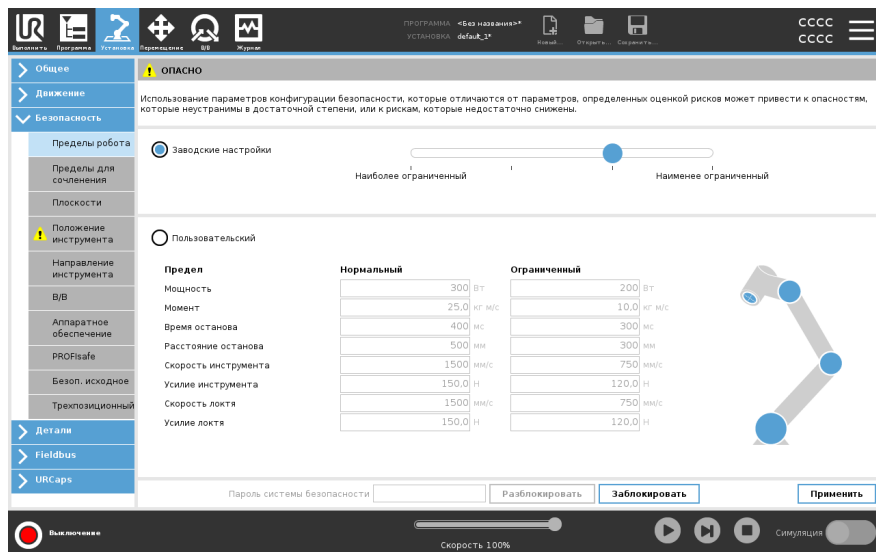 Выполнить Программа Установка Перемещение В/В Журнал
ПРОГРАММА <Без названия>*
УСТАНОВКА default_1*
Новый... Открыть... Сохранить...
CCCC
CCCC
Общее
Движение
Безопасность
Пределы робота
Пределы для
сочленения
Плоскости
Положение
инструмента
Направление
инструмента
В/В
Аппаратное
обеспечение
PROFIsafe
Безоп. исходное
Трехпозиционный
Детали
Fieldbus
URCaps
ОПАСНО
Использование параметров конфигурации безопасности, которые отличаются от параметров, определенных оценкой рисков может привести к опасностям,
которые неустранимы в достаточной степени, или к рискам, которые недостаточно снижены.
Заводские настройки
Наиболее ограниченный Наименее ограниченный
Пользовательский
Предел Нормальный Ограниченный
Мощность 300 Вт 200 Вт
Момент 25,0 кг м/с 10,0 кг м/с
Время останова 400 мс 300 мс
Расстояние останова 500 мм 300 мм
Скорость инструмента 1500 мм/с 750 мм/с
Усилие инструмента 150,0 Н 120,0 Н
Скорость локтя 1500 мм/с 750 мм/с
Усилие локтя 150,0 Н 120,0 Н
Пароль системы безопасности Разблокировать Заблокировать Применить
Выключение
Скорость 100%
Симуляция